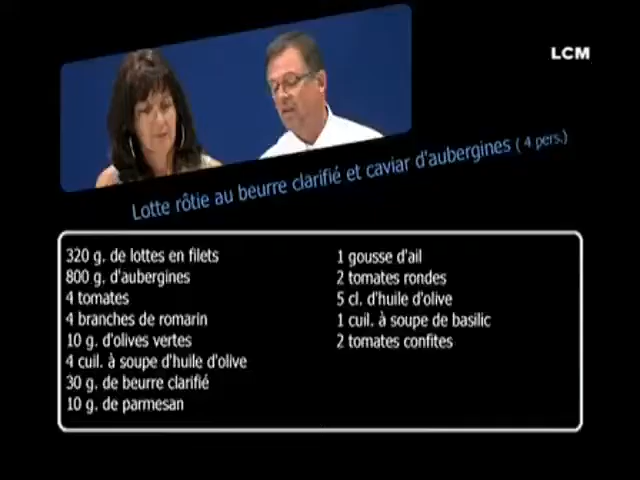 LCM
Lotte rôtie au beurre clarifié et caviar d'aubergines ( 4 pers.)
320 g. de lottes en filets
800 g. d'aubergines
4 tomates
4 branches de romarin
10 g. d'olives vertes
4 cuil. à soupe d'huile d'olive
30 g. de beurre clarifié
10 g. de parmesan
1 gousse d'ail
2 tomates rondes
5 cl. d'huile d'olive
1 cuil. à soupe de basilic
2 tomates confites